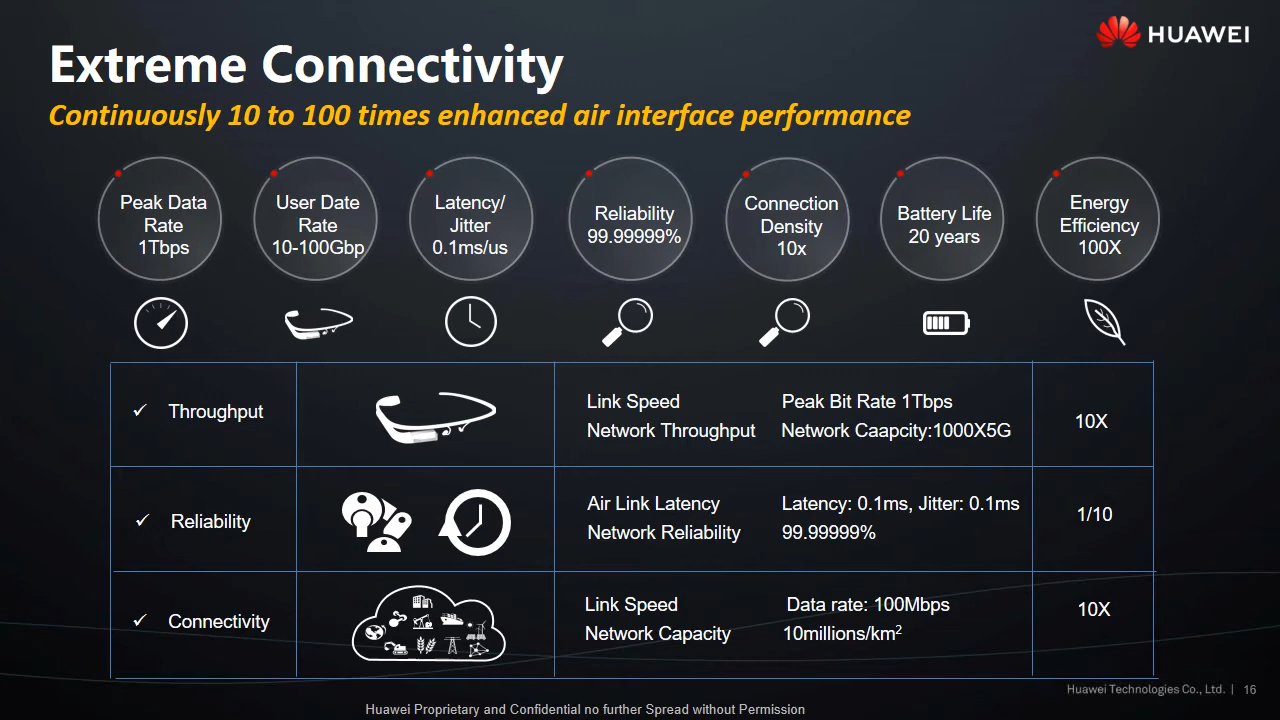 HUAWEI
Extreme Connectivity
Continuously 10 to 100 times enhanced air interface performance
Peak Data
Rate
1Tbps
User Date
Rate
10-100Gbp
Latency/
Jitter
0.1ms/us
Reliability
99.99999%
Connection
Density
10x
Battery Life
20 years
Energy
Efficiency
100X
✓ Throughput
Link Speed Peak Bit Rate 1Tbps
Network Throughput Network Caapcity:1000X5G
10X
✓ Reliability
Air Link Latency Latency: 0.1ms, Jitter: 0.1ms
Network Reliability 99.99999%
1/10
✓ Connectivity
Link Speed Data rate: 100Mbps
Network Capacity 10millions/km²
10X
Huawei Technologies Co., Ltd. | 16
Huawei Proprietary and Confidential no further Spread without Permission